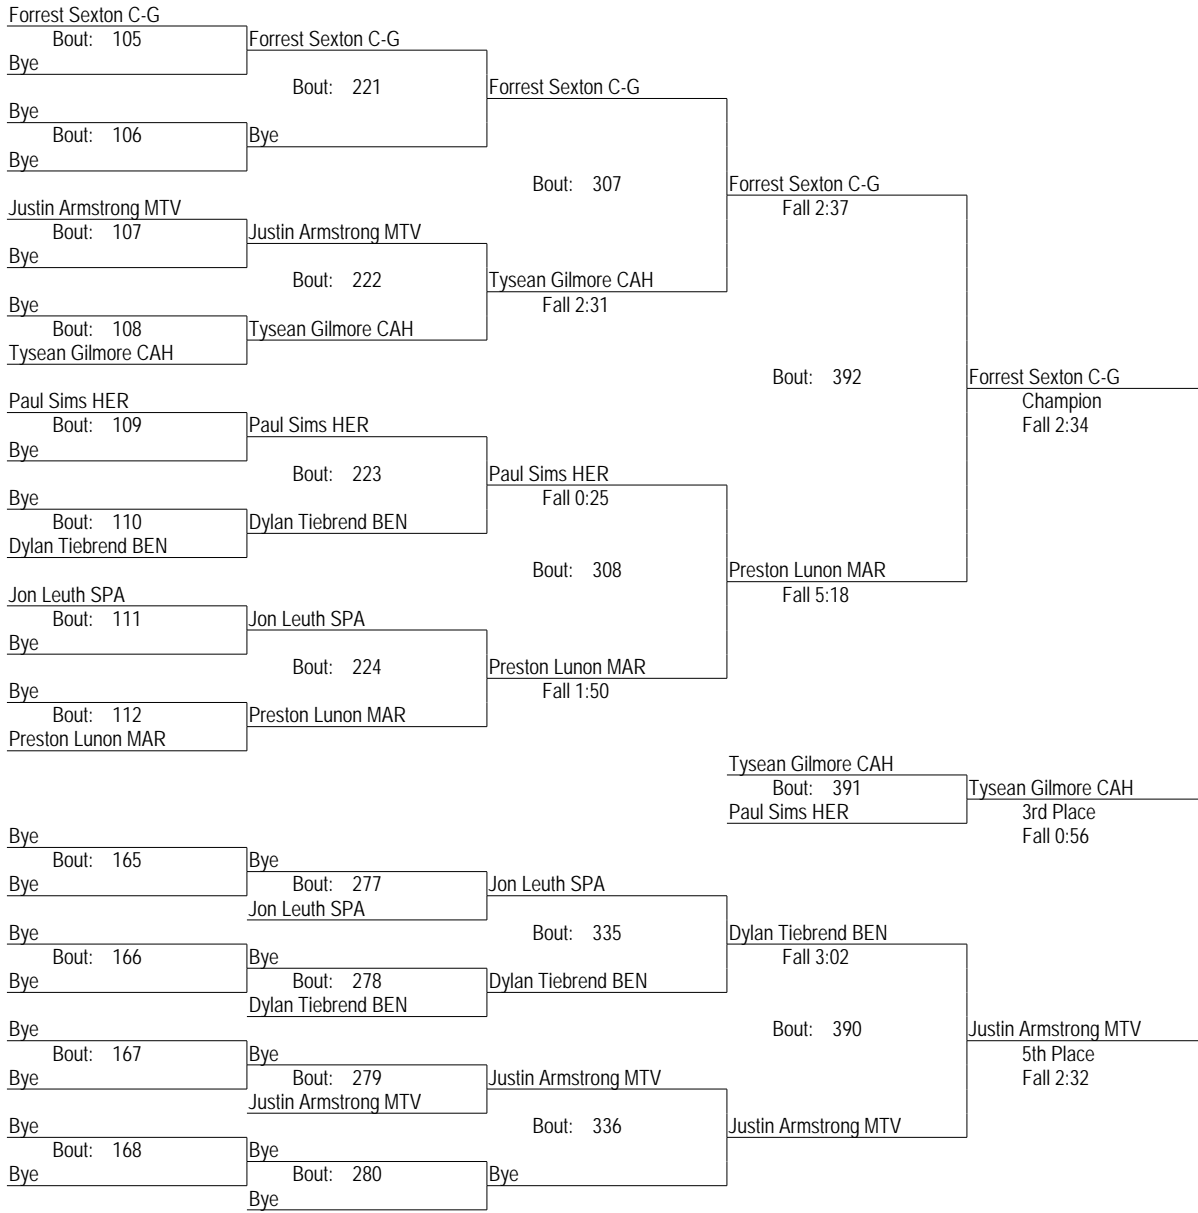 Forrest Sexton C-G
Bout: 105
Bye
Forrest Sexton C-G
Bout: 221
Bye
Bout: 106
Bye
Bye
Forrest Sexton C-G
Bout: 307
Justin Armstrong MTV
Bout: 107
Bye
Justin Armstrong MTV
Bout: 222
Bye
Bout: 108
Tysean Gilmore CAH
Tysean Gilmore CAH
Tysean Gilmore CAH
Fall 2:31
Forrest Sexton C-G
Fall 2:37
Bout: 392
Paul Sims HER
Bout: 109
Bye
Paul Sims HER
Bout: 223
Bye
Bout: 110
Dylan Tiebrend BEN
Dylan Tiebrend BEN
Paul Sims HER
Fall 0:25
Bout: 308
Jon Leuth SPA
Bout: 111
Bye
Jon Leuth SPA
Bout: 224
Bye
Bout: 112
Preston Lunon MAR
Preston Lunon MAR
Preston Lunon MAR
Fall 1:50
Preston Lunon MAR
Fall 5:18
Forrest Sexton C-G
Champion
Fall 2:34
Tysean Gilmore CAH
Bout: 391
Paul Sims HER
Tysean Gilmore CAH
3rd Place
Fall 0:56
Bye
Bout: 165
Bye
Bye
Bout: 277
Jon Leuth SPA
Jon Leuth SPA
Bout: 335
Bye
Bout: 166
Bye
Bye
Bout: 278
Dylan Tiebrend BEN
Dylan Tiebrend BEN
Dylan Tiebrend BEN
Fall 3:02
Bout: 390
Bye
Bout: 167
Bye
Bye
Bout: 279
Justin Armstrong MTV
Justin Armstrong MTV
Bout: 336
Bye
Bout: 168
Bye
Bye
Bout: 280
Bye
Bye
Justin Armstrong MTV
Justin Armstrong MTV
5th Place
Fall 2:32